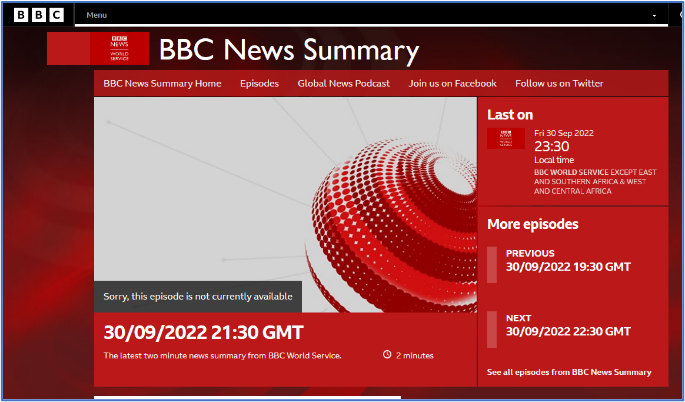 BBC
Menu
BBC
NEWS
WORLD
SERVICE
BBC News Summary
BBC News Summary Home
Episodes
Global News Podcast
Join us on Facebook
Follow us on Twitter
Sorry, this episode is not currently available
30/09/2022 21:30 GMT
The latest two minute news summary from BBC World Service.
2 minutes
Last on
Fri 30 Sep 2022
23:30
Local time
BBC WORLD SERVICE EXCEPT EAST
AND SOUTHERN AFRICA & WEST
AND CENTRAL AFRICA
More episodes
PREVIOUS
30/09/2022 19:30 GMT
NEXT
30/09/2022 22:30 GMT
See all episodes from BBC News Summary